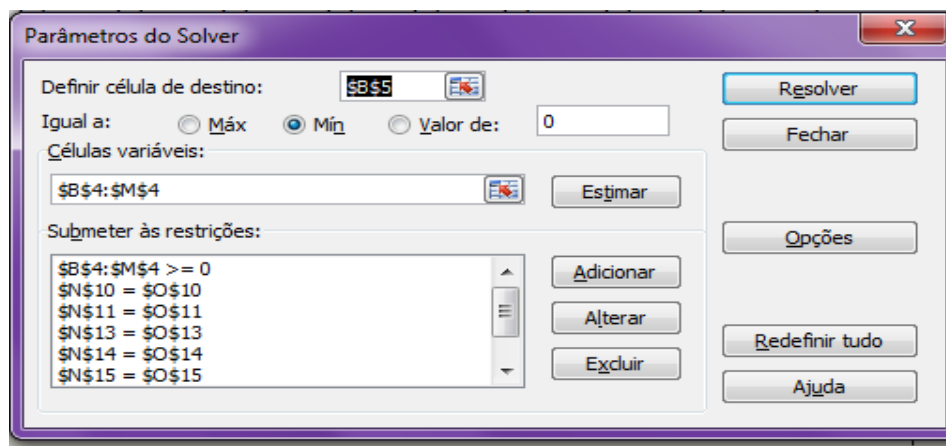 Parâmetros do Solver
Definir célula de destino: $B$5
Resolver
Igual a: Máx Mín Valor de: 0
Fechar
Células variáveis:
$B$4:$M$4
Estimar
Submeter às restrições:
Opções
$B$4:$M$4 >= 0
$N$10 = $O$10
$N$11 = $O$11
$N$13 = $O$13
$N$14 = $O$14
$N$15 = $O$15
Adicionar
Alterar
Excluir
Redefinir tudo
Ajuda